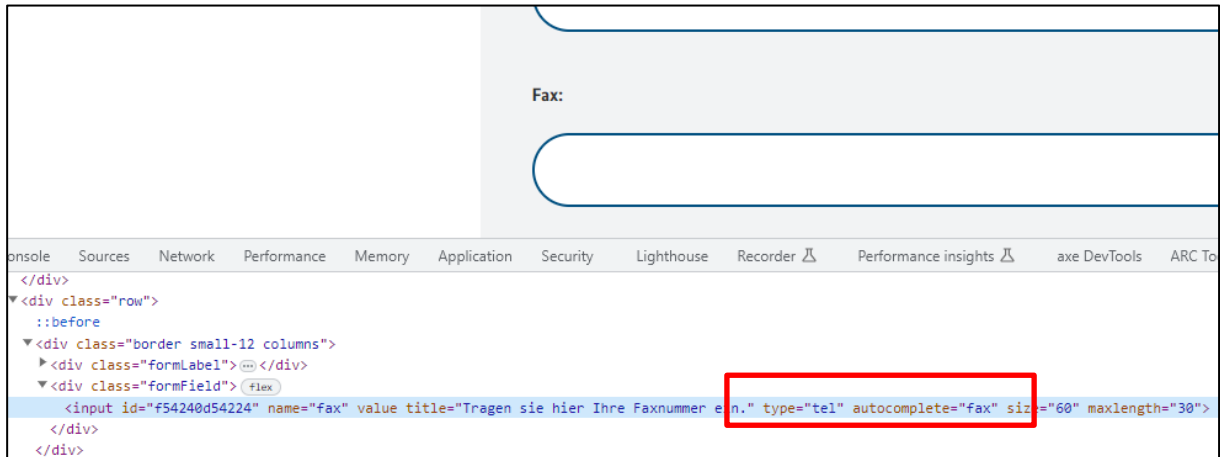 Fax:
onsole Sources Network Performance Memory Application Security Lighthouse Recorder Performance insights axe DevTools ARC To
</div>
▼<div class="row">
::before
▼<div class="border small-12 columns">
▶<div class="formLabel">⋯</div>
▼<div class="formField"> flex
<input id="f54240d54224" name="fax" value title="Tragen sie hier Ihre Faxnummer ein." type="tel" autocomplete="fax" size="60" maxlength="30">
</div>
</div>